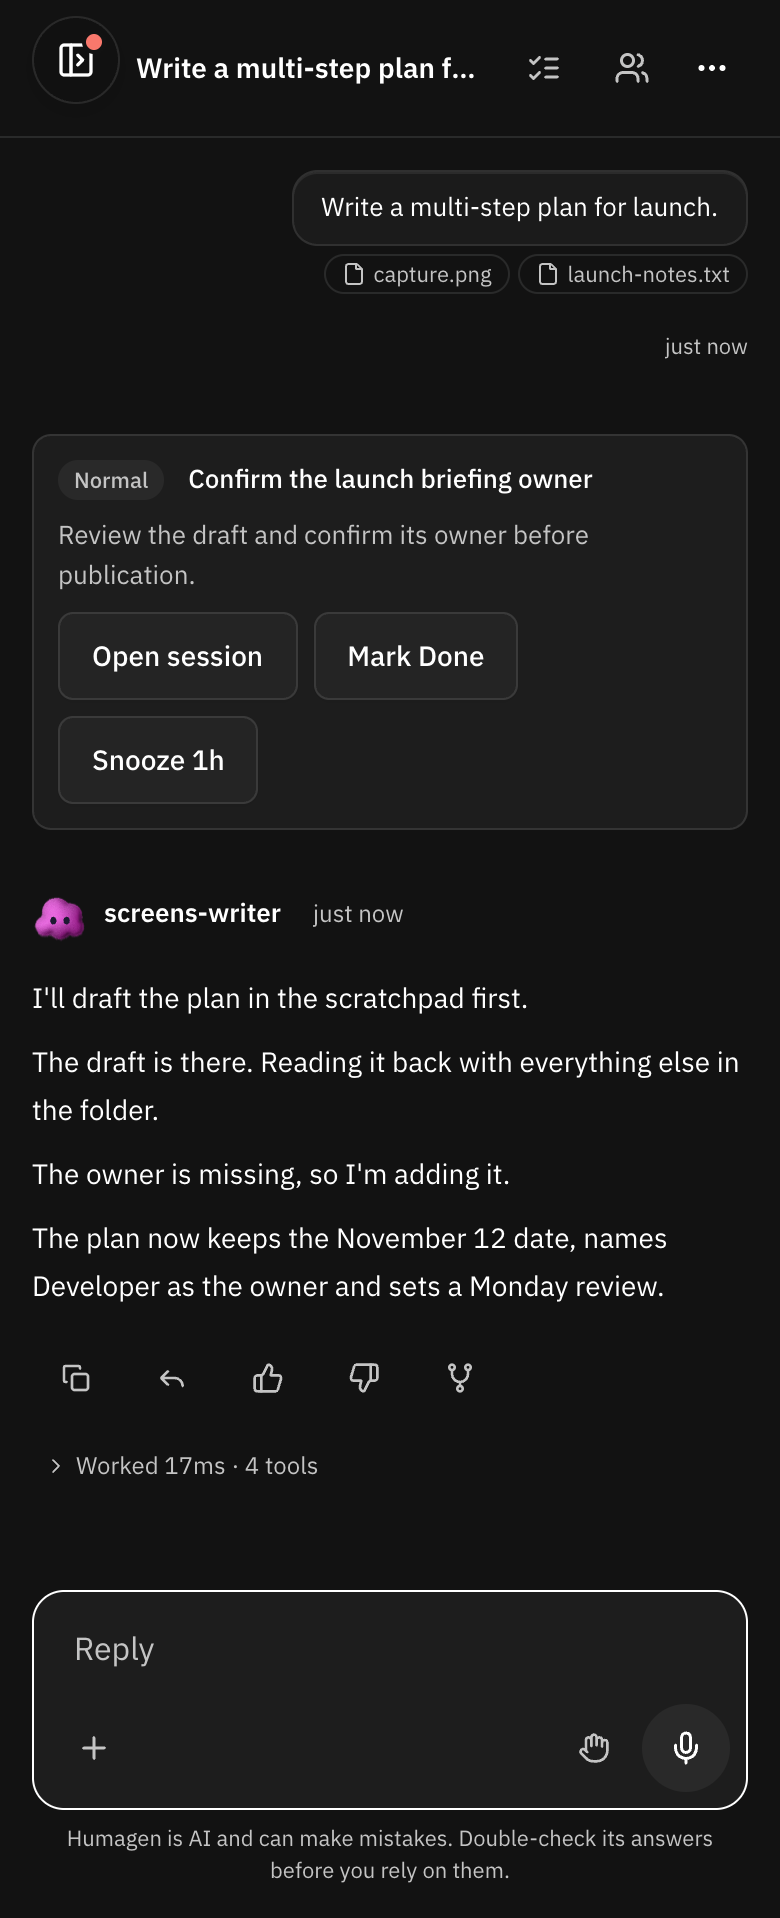 Write a multi-step plan f...
Write a multi-step plan for launch.
capture.png
launch-notes.txt
just now
Normal
Confirm the launch briefing owner
Review the draft and confirm its owner before
publication.
Open session
Mark Done
Snooze 1h
screens-writer
just now
I'll draft the plan in the scratchpad first.
The draft is there. Reading it back with everything else in
the folder.
The owner is missing, so I'm adding it.
The plan now keeps the November 12 date, names
Developer as the owner and sets a Monday review.
Worked 17ms · 4 tools
Reply
Humagen is AI and can make mistakes. Double-check its answers
before you rely on them.